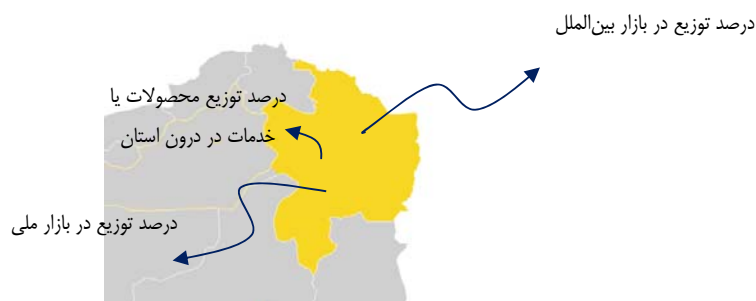 درصد توزیع در بازار بین‌الملل
درصد توزیع محصولات یا
خدمات در درون استان
درصد توزیع در بازار ملی